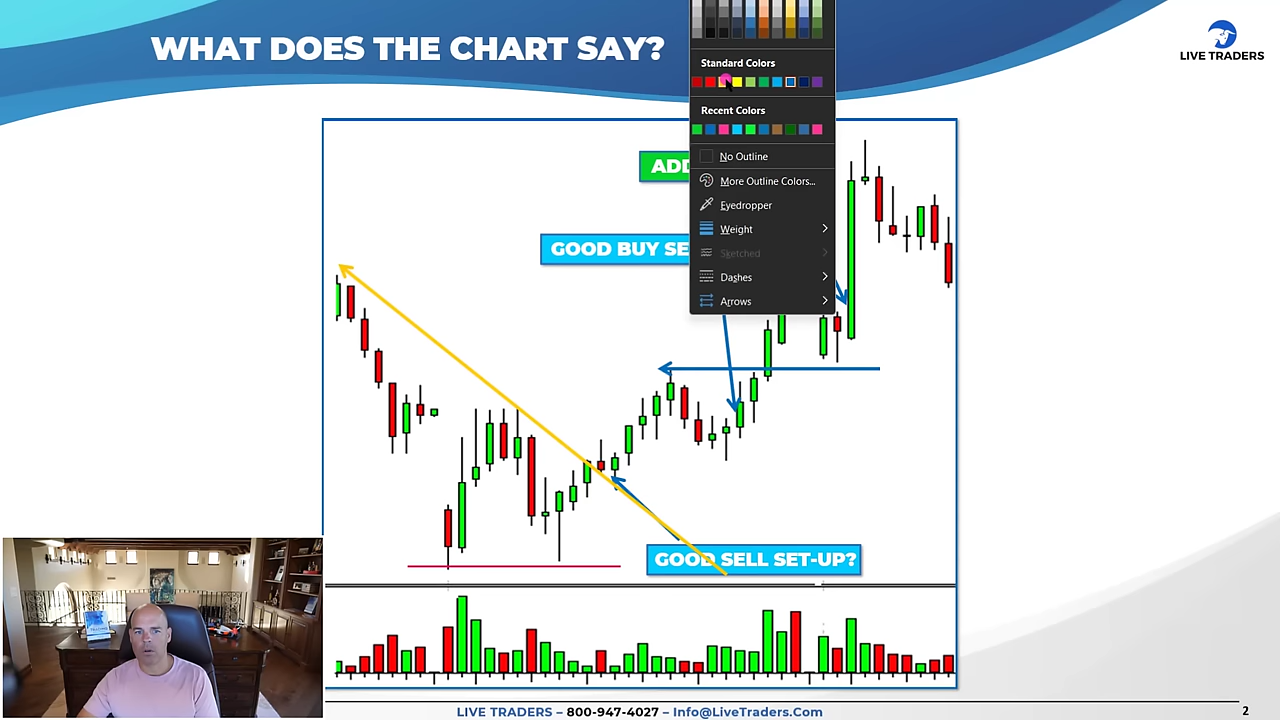 WHAT DOES THE CHART SAY?
LIVE TRADERS
Standard Colors
Recent Colors
No Outline
More Outline Colors...
Eyedropper
Weight
Sketched
Dashes
Arrows
ADD
GOOD BUY SE
GOOD SELL SET-UP?
LIVE TRADERS – 800-947-4027 – Info@LiveTraders.Com
2